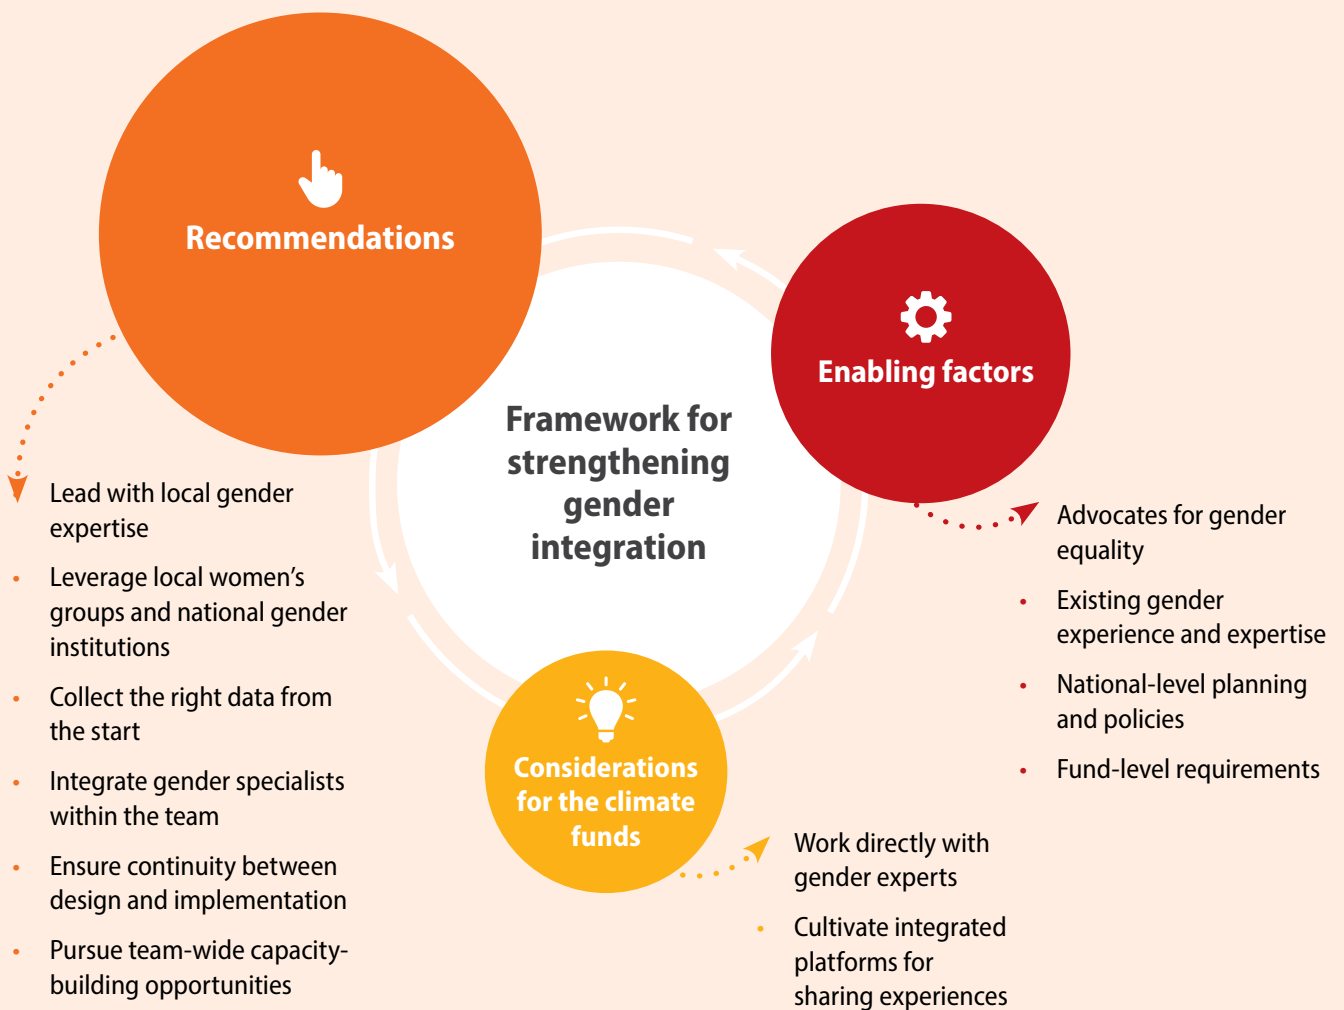 Recommendations
Enabling factors
Framework for
strengthening
gender
integration
Considerations
for the climate
funds
Lead with local gender
expertise
• Leverage local women's
groups and national gender
institutions
• Collect the right data from
the start
• Integrate gender specialists
within the team
• Ensure continuity between
design and implementation
• Pursue team-wide capacity-
building opportunities
Advocates for gender
equality
• Existing gender
experience and expertise
• National-level planning
and policies
• Fund-level requirements
Work directly with
gender experts
• Cultivate integrated
platforms for
sharing experiences